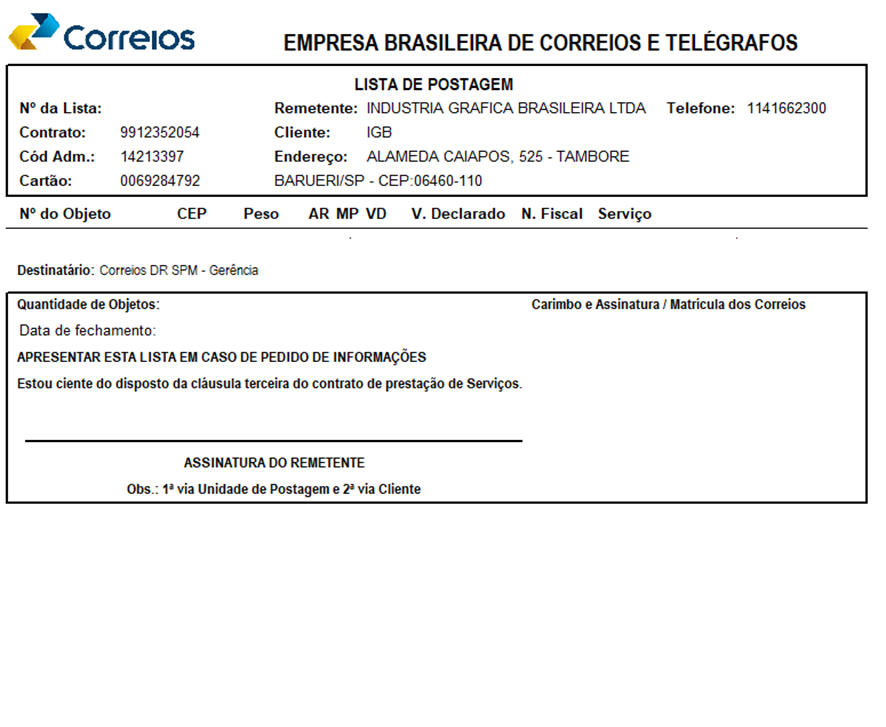 Correios
EMPRESA BRASILEIRA DE CORREIOS E TELÉGRAFOS
LISTA DE POSTAGEM
Nº da Lista: Remetente: INDUSTRIA GRAFICA BRASILEIRA LTDA Telefone: 1141662300
Contrato: 9912352054 Cliente: IGB
Cód Adm.: 14213397 Endereço: ALAMEDA CAIAPOS, 525 - TAMBORE
Cartão: 0069284792 BARUERI/SP - CEP:06460-110
Nº do Objeto CEP Peso AR MP VD V. Declarado N. Fiscal Serviço
Destinatário: Correios DR SPM - Gerência
Quantidade de Objetos: Carimbo e Assinatura / Matricula dos Correios
Data de fechamento:
APRESENTAR ESTA LISTA EM CASO DE PEDIDO DE INFORMAÇÕES
Estou ciente do disposto da cláusula terceira do contrato de prestação de Serviços.
ASSINATURA DO REMETENTE
Obs.: 1ª via Unidade de Postagem e 2ª via Cliente